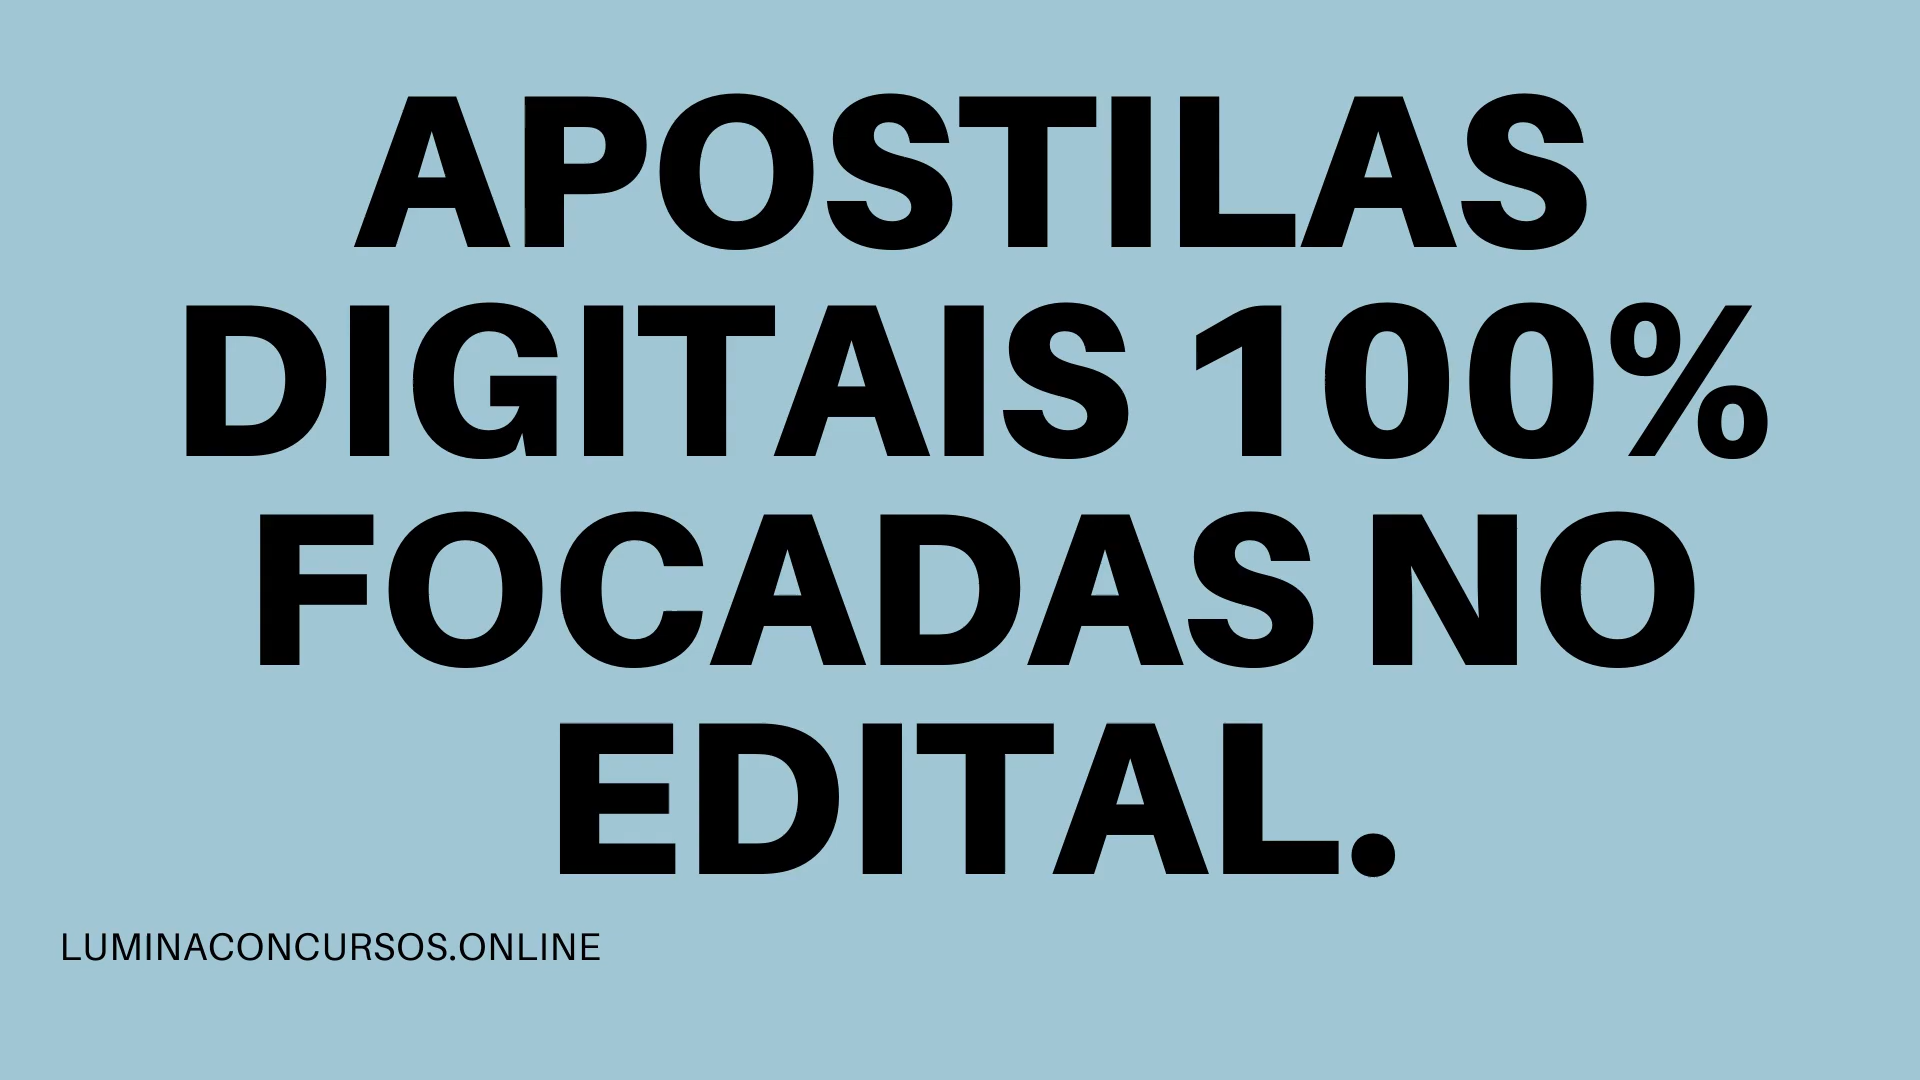 APOSTILAS
DIGITAIS 100%
FOCADAS NO
EDITAL.
LUMINACONCURSOS.ONLINE